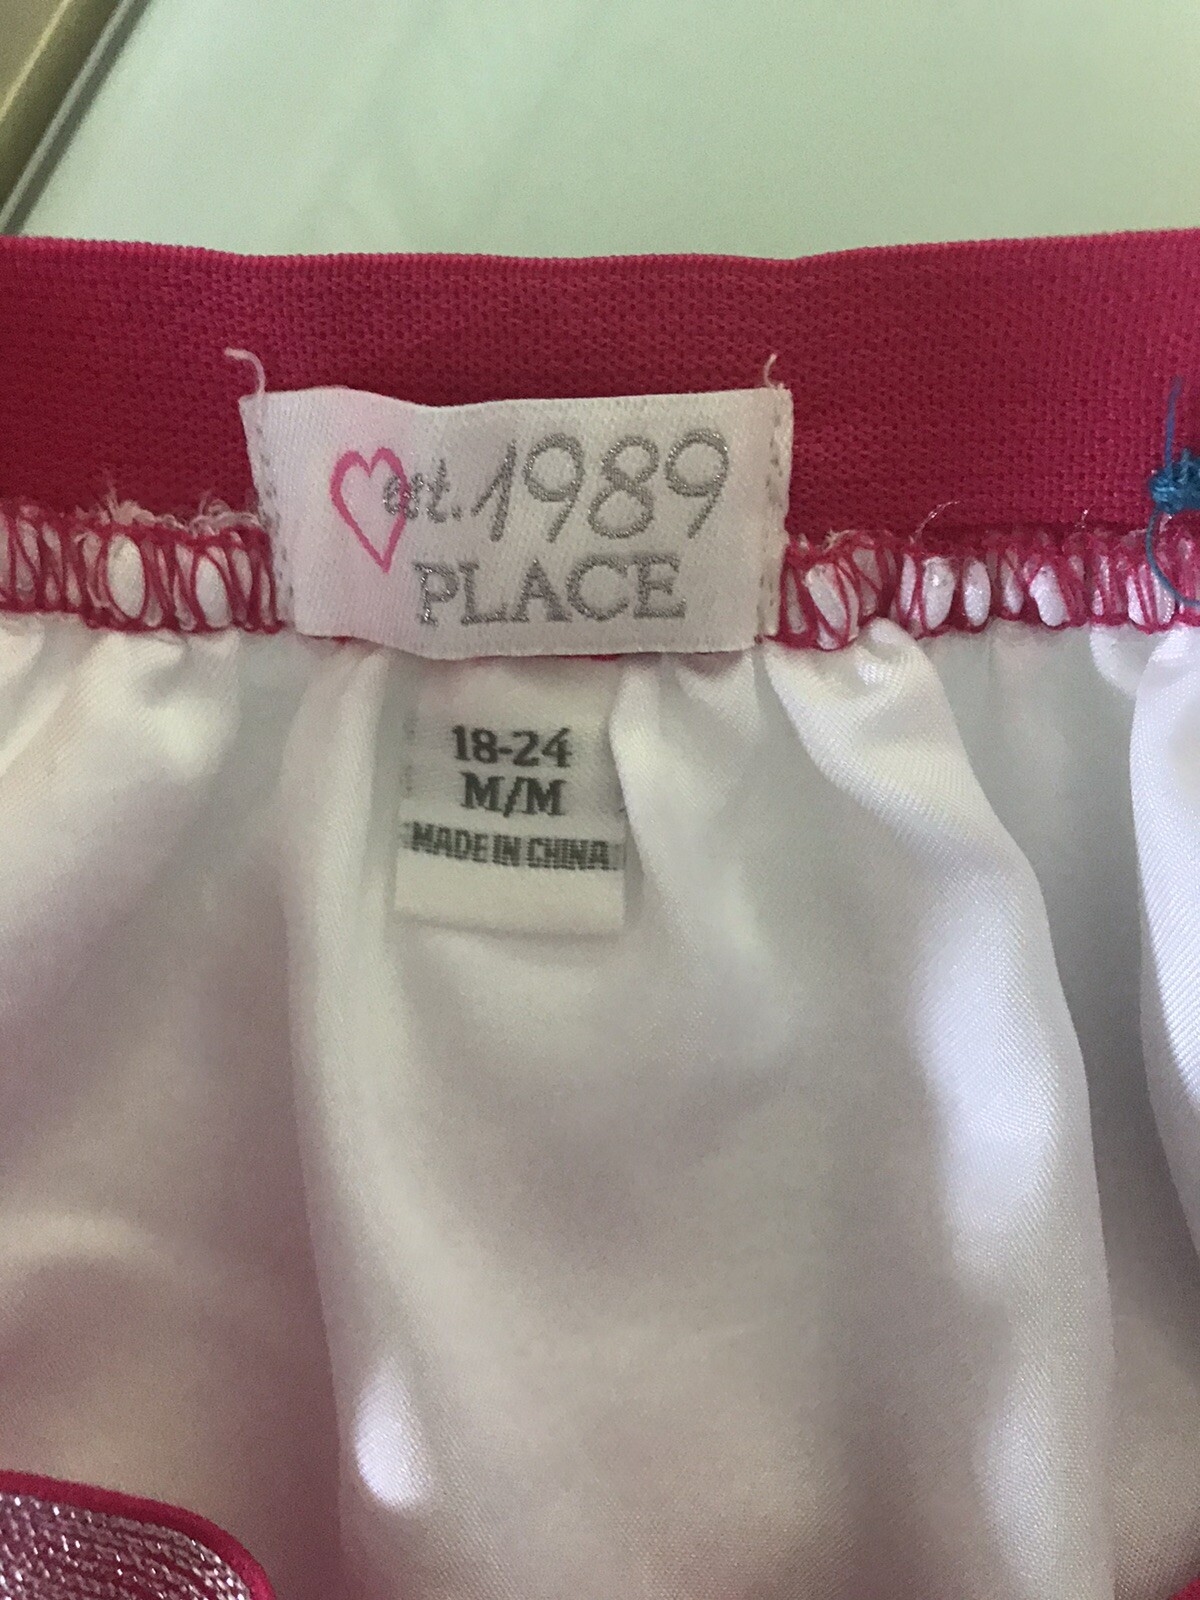 est. 1989
PLACE
18-24
M/M
MADE IN CHINA